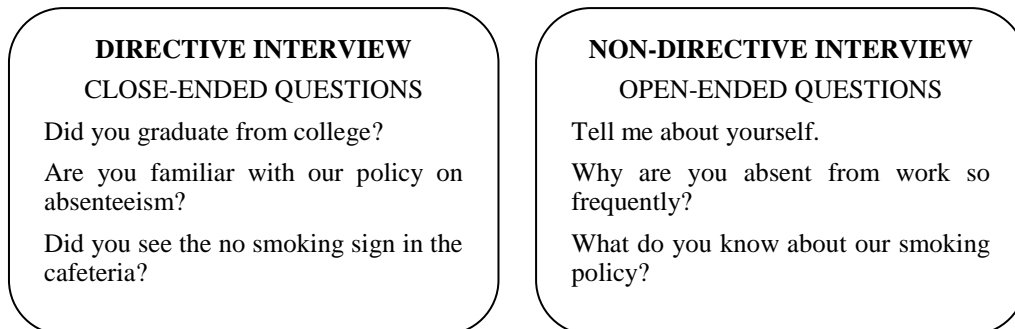 DIRECTIVE INTERVIEW
CLOSE-ENDED QUESTIONS
Did you graduate from college?
Are you familiar with our policy on
absenteeism?
Did you see the no smoking sign in the
cafeteria?
NON-DIRECTIVE INTERVIEW
OPEN-ENDED QUESTIONS
Tell me about yourself.
Why are you absent from work so
frequently?
What do you know about our smoking
policy?